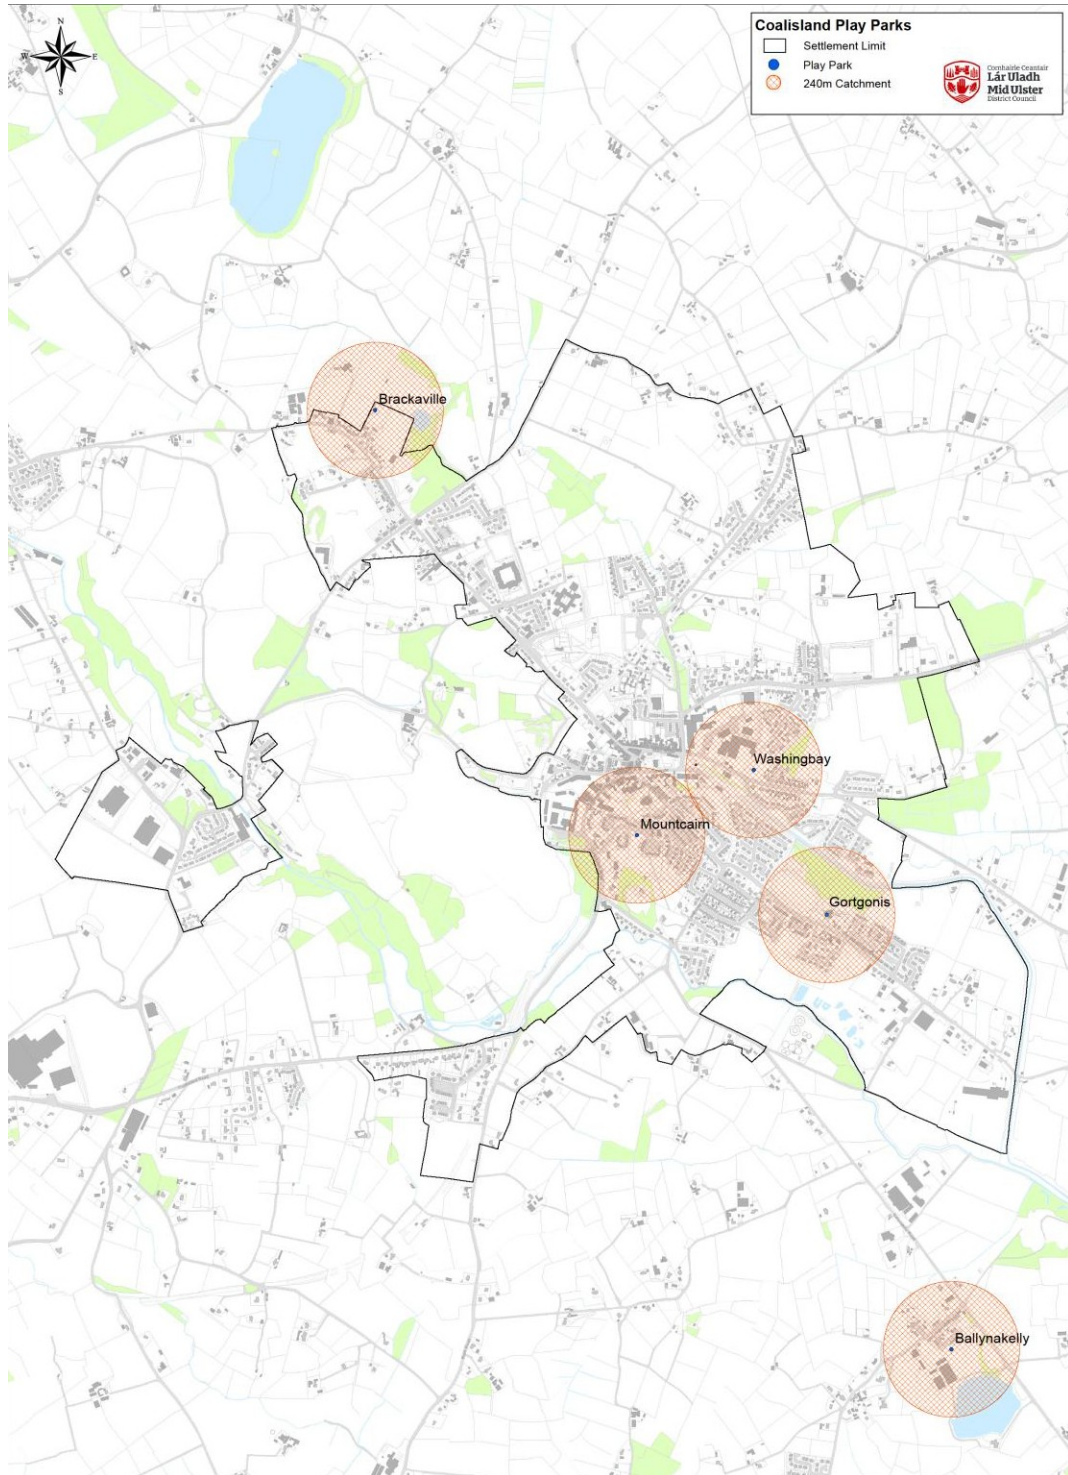 N
W E
S
Coalisland Play Parks
Settlement Limit
Play Park
240m Catchment
Comhairle Ceantair
Lár Uladh
Mid Ulster
District Council
Brackaville
Washingbay
Mountcairn
Gortgonis
Ballynakelly